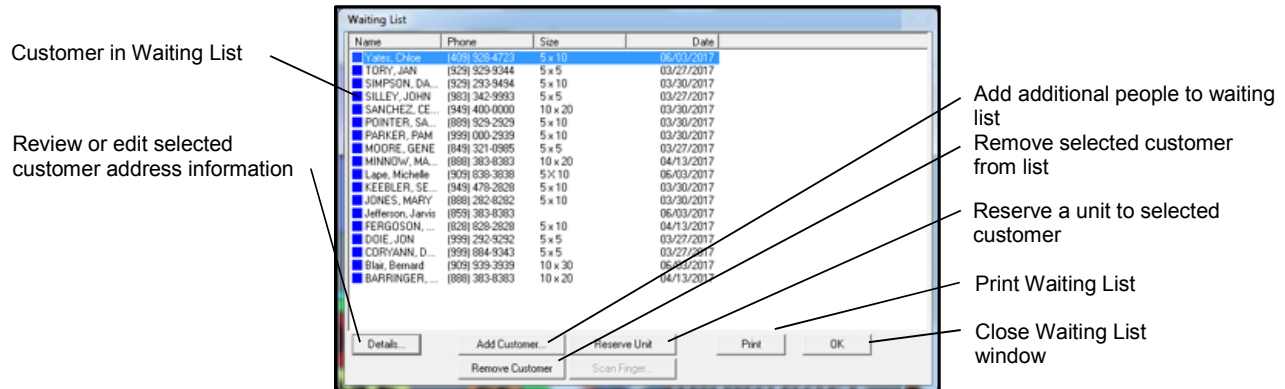 Waiting List
Name Phone Size Date
Yates, Chloe (409) 928-4723 5 x 10 06/03/2017
TORY, JAN (929) 929-9344 5 x 5 03/27/2017
SIMPSON, DA... (929) 293-9494 5 x 10 03/30/2017
SILLEY, JOHN (983) 342-9993 5 x 5 03/27/2017
SANCHEZ, CE... (949) 400-0000 10 x 20 03/30/2017
POINTER, SA... (889) 929-2929 5 x 10 03/30/2017
PARKER, PAM (999) 000-2939 5 x 10 03/30/2017
MOORE, GENE (849) 321-0985 5 x 5 03/27/2017
MINNOW, MA... (888) 383-8383 10 x 20 04/13/2017
Lape, Michelle (909) 838-3838 5 X 10 06/03/2017
KEEBLER, SE... (949) 478-2828 5 x 10 03/30/2017
JONES, MARY (888) 282-8282 5 x 10 03/30/2017
Jefferson, Jarvis (859) 383-8383 06/03/2017
FERGOSON, ... (828) 828-2828 5 x 10 04/13/2017
DOIE, JON (999) 292-9292 5 x 5 03/27/2017
CORYANN, D... (999) 884-9343 5 x 5 03/27/2017
Blair, Bernard (909) 939-3939 10 x 30 06/03/2017
BARRINGER, ... (888) 383-8383 10 x 20 04/13/2017
Details... Add Customer... Reserve Unit Print OK
Remove Customer Scan Finger...
Customer in Waiting List
Review or edit selected
customer address information
Add additional people to waiting
list
Remove selected customer
from list
Reserve a unit to selected
customer
Print Waiting List
Close Waiting List
window